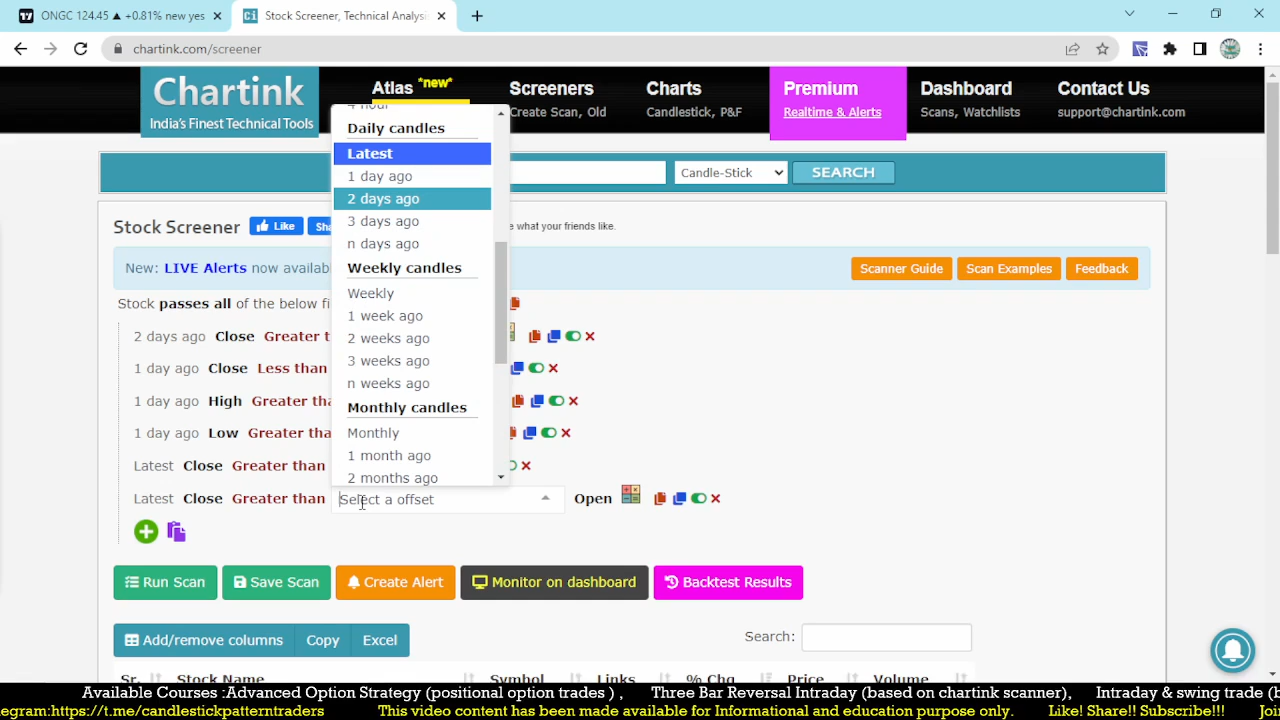 ONGC 124.45 ▲ +0.81% new yes
Stock Screener, Technical Analysis
chartink.com/screener
Chartink
India's Finest Technical Tools
Atlas *new*
Screeners
Create Scan, Old
Charts
Candlestick, P&F
Premium
Realtime & Alerts
Dashboard
Scans, Watchlists
Contact Us
support@chartink.com
Candle-Stick
SEARCH
Stock Screener
Like
Sha
e what your friends like.
New: LIVE Alerts now availab
Scanner Guide
Scan Examples
Feedback
Stock passes all of the below fi
2 days ago Close Greater t
1 day ago Close Less than
1 day ago High Greater tha
1 day ago Low Greater tha
Latest Close Greater than
Latest Close Greater than Select a offset Open
4 hour
Daily candles
Latest
1 day ago
2 days ago
3 days ago
n days ago
Weekly candles
Weekly
1 week ago
2 weeks ago
3 weeks ago
n weeks ago
Monthly candles
Monthly
1 month ago
2 months ago
Run Scan
Save Scan
Create Alert
Monitor on dashboard
Backtest Results
Add/remove columns
Copy
Excel
Search:
Sr. Stock Name Symbol Links % Chg Price Volume
Available Courses :Advanced Option Strategy (positional option trades ) , Three Bar Reversal Intraday (based on chartink scanner), Intraday & swing trade (b
legram:https://t.me/candlestickpatterntraders This video content has been made available for Informational and education purpose only. Like! Share!! Subscribe!!! Joi